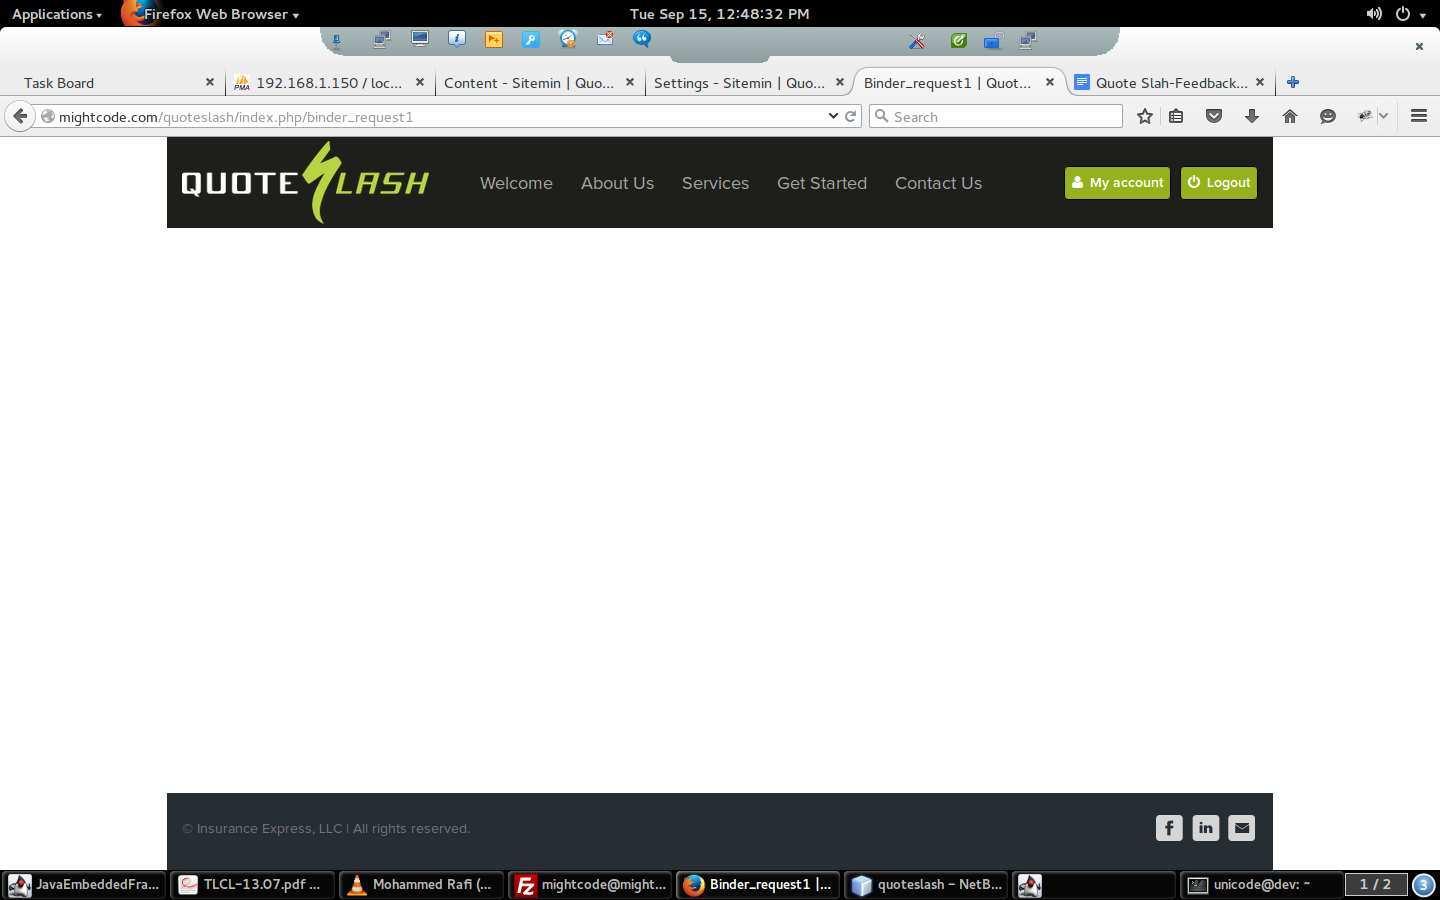 Applications Firefox Web Browser Tue Sep 15, 12:48:32 PM
Task Board 192.168.1.150 / loc... Content - Sitemin | Quo... Settings - Sitemin | Quo... Binder_request1 | Quot... Quote Slah-Feedback...
mightcode.com/quoteslash/index.php/binder_request1 Search
QUOTE SLASH Welcome About Us Services Get Started Contact Us My account Logout
© Insurance Express, LLC | All rights reserved.
JavaEmbeddedFra... TLCL-13.07.pdf ... Mohammed Rafi (... mightcode@might... Binder_request1 |... quoteslash – NetB... unicode@dev: ~ 1 / 2 3